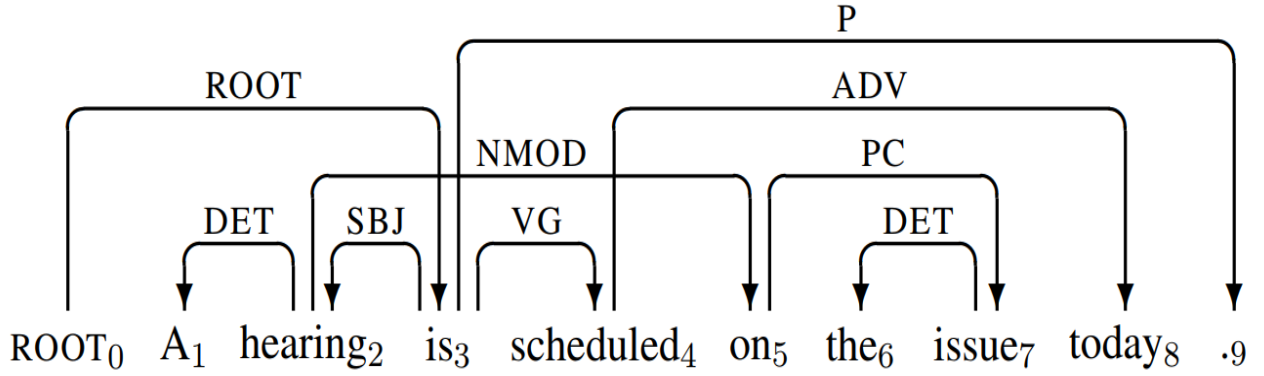 P
ROOT ADV
NMOD PC
DET SBJ VG DET
ROOT0 A1 hearing2 is3 scheduled4 on5 the6 issue7 today8 .9